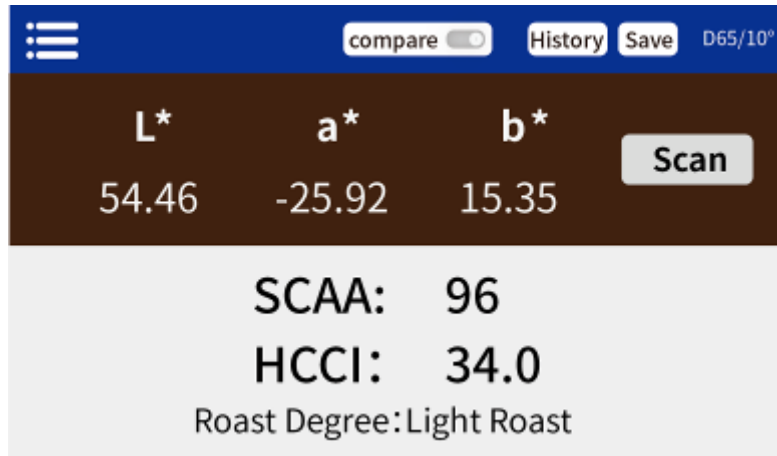 compare History Save D65/10°
L* a* b*
Scan
54.46 -25.92 15.35
SCAA: 96
HCCI: 34.0
Roast Degree:Light Roast